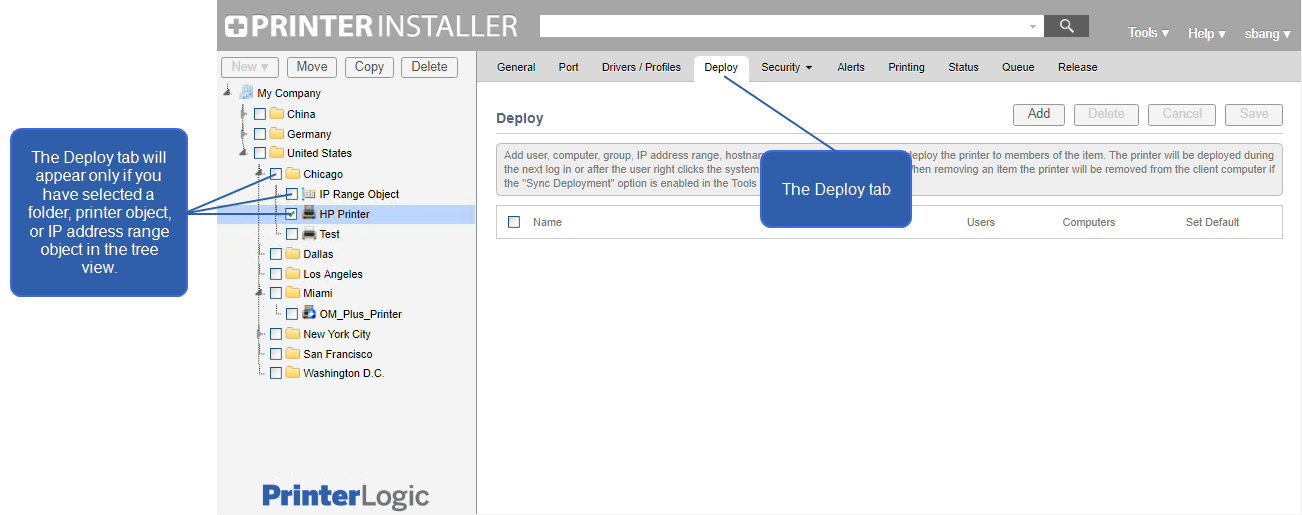 PRINTER INSTALLER
Tools ▾ Help ▾ sbang ▾
New ▾ Move Copy Delete
General Port Drivers / Profiles Deploy Security ▾ Alerts Printing Status Queue Release
My Company
China
Germany
United States
Chicago
IP Range Object
HP Printer
Test
Dallas
Los Angeles
Miami
OM_Plus_Printer
New York City
San Francisco
Washington D.C.
PrinterLogic
The Deploy tab will
appear only if you
have selected a
folder, printer object,
or IP address range
object in the tree
view.
Deploy
Add Delete Cancel Save
Add user, computer, group, IP address range, hostnam deploy the printer to members of the item. The printer will be deployed during
the next log in or after the user right clicks the system hen removing an item the printer will be removed from the client computer if
the "Sync Deployment" option is enabled in the Tools
The Deploy tab
Name Users Computers Set Default